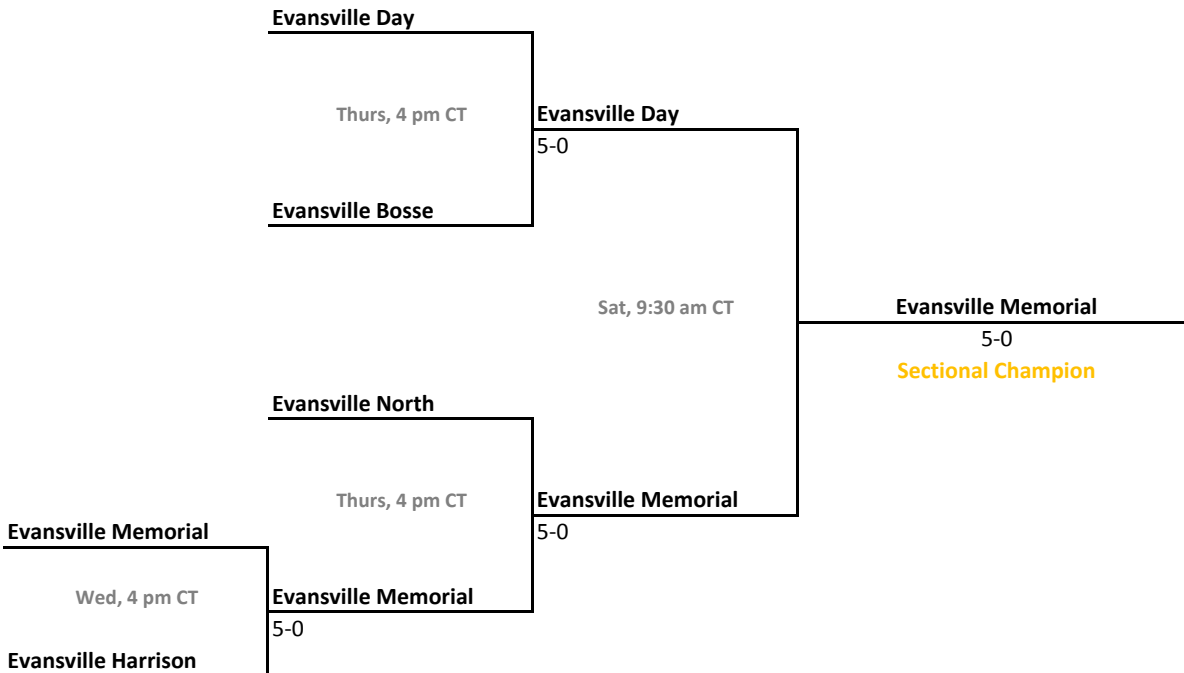 Evansville Day
Thurs, 4 pm CT
Evansville Day
5-0
Evansville Bosse
Sat, 9:30 am CT
Evansville Memorial
5-0
Sectional Champion
Evansville North
Thurs, 4 pm CT
Evansville Memorial
5-0
Evansville Memorial
Wed, 4 pm CT
Evansville Memorial
5-0
Evansville Harrison